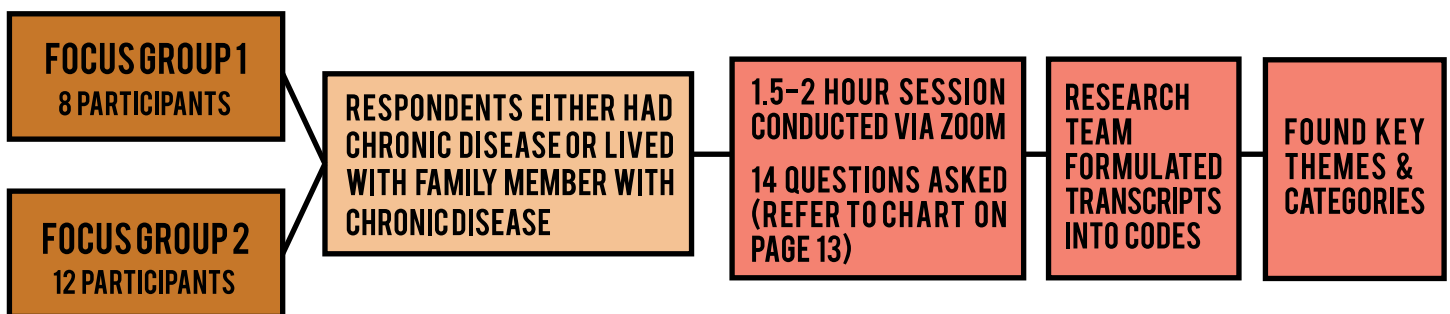 FOCUS GROUP 1
8 PARTICIPANTS
FOCUS GROUP 2
12 PARTICIPANTS
RESPONDENTS EITHER HAD
CHRONIC DISEASE OR LIVED
WITH FAMILY MEMBER WITH
CHRONIC DISEASE
1.5–2 HOUR SESSION
CONDUCTED VIA ZOOM
14 QUESTIONS ASKED
(REFER TO CHART ON
PAGE 13)
RESEARCH
TEAM
FORMULATED
TRANSCRIPTS
INTO CODES
FOUND KEY
THEMES &
CATEGORIES